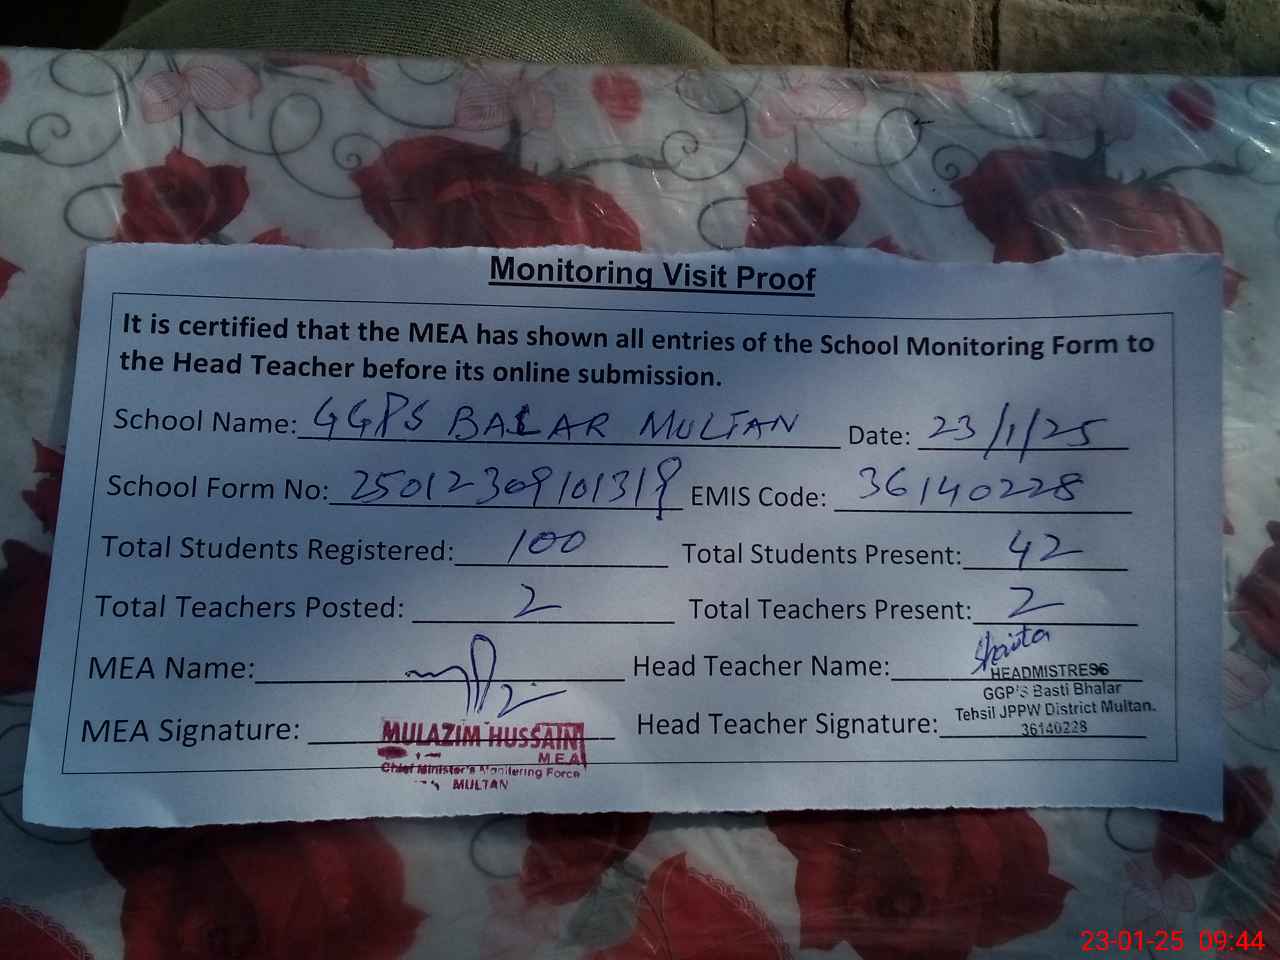 Monitoring Visit Proof
It is certified that the MEA has shown all entries of the School Monitoring Form to
the Head Teacher before its online submission.
School Name: GGPS BALAR MULTAN Date: 23/1/25
School Form No: 25012309101319 EMIS Code: 36140228
Total Students Registered: 100 Total Students Present: 42
Total Teachers Posted: 2 Total Teachers Present: 2
MEA Name: Head Teacher Name: Shaista
HEADMISTRESS
GGP'S Basti Bhalar
Tehsil JPPW District Multan.
36140228
MEA Signature: Head Teacher Signature:
MULAZIM HUSSAIN
M.E.A
Chief Minister's Monitering Force
MULTAN
23-01-25 09:44